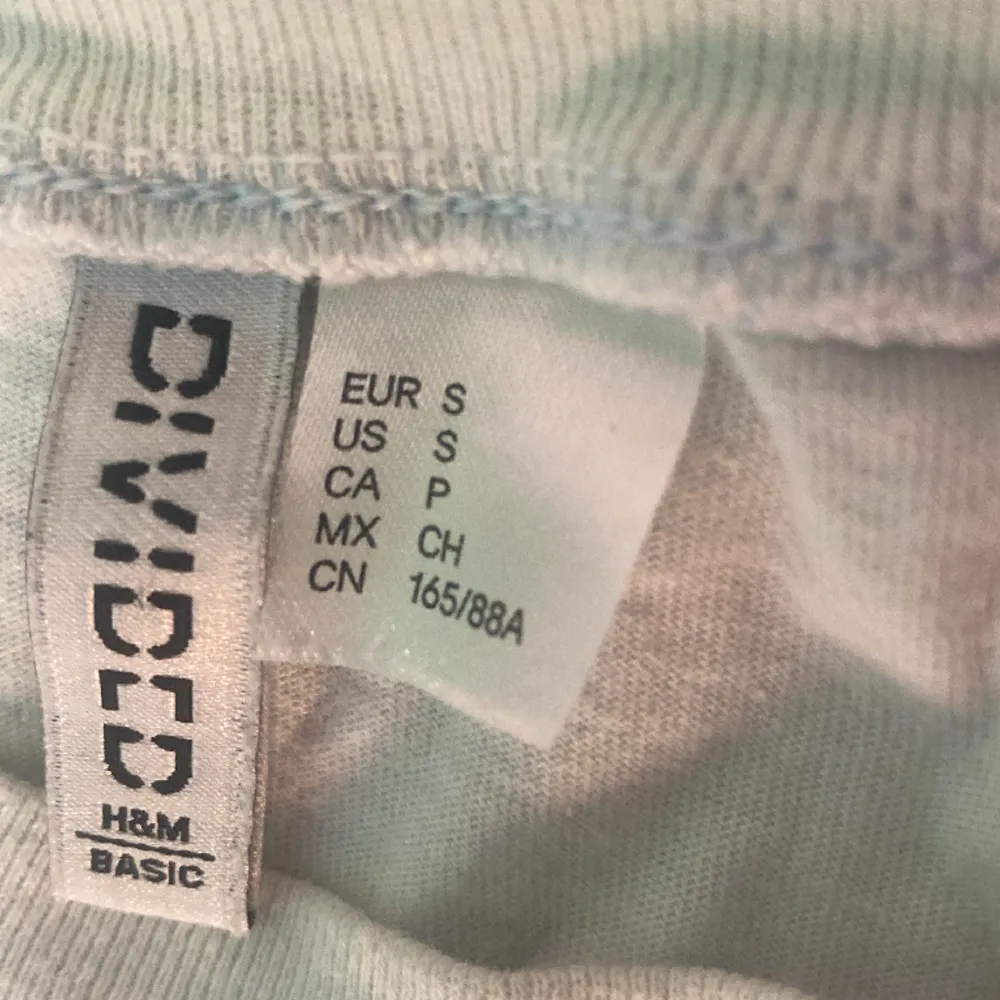 DIVIDED
H&M
BASIC
EUR S
US S
CA P
MX CH
CN 165/88A